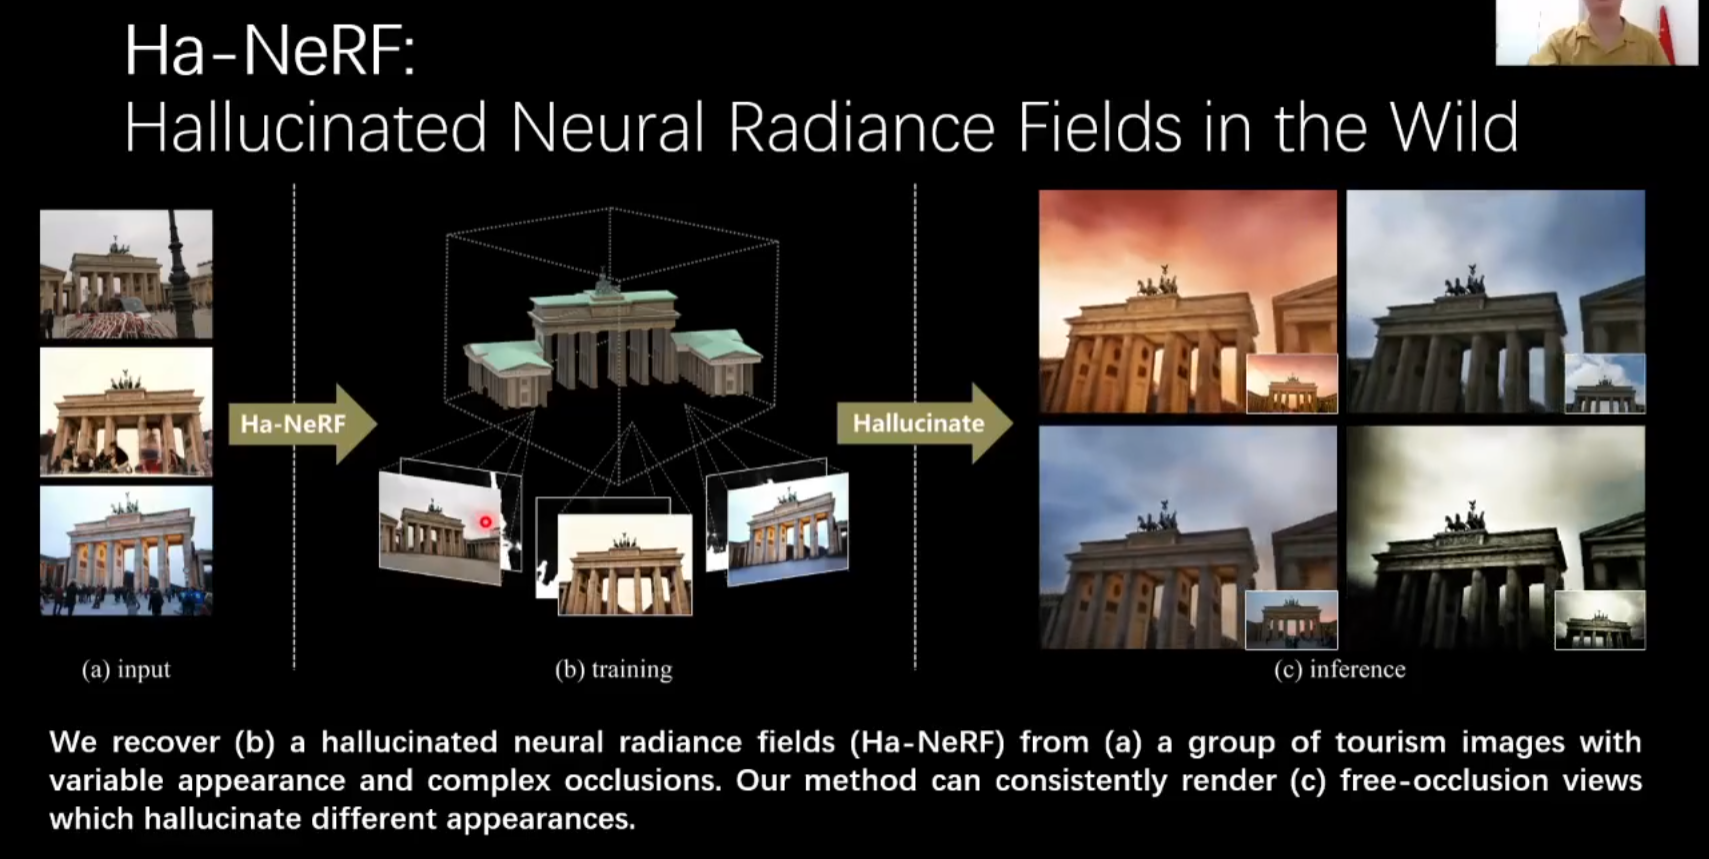 Ha-NeRF:
Hallucinated Neural Radiance Fields in the Wild
Ha-NeRF
Hallucinate
(a) input
(b) training
(c) inference
We recover (b) a hallucinated neural radiance fields (Ha-NeRF) from (a) a group of tourism images with
variable appearance and complex occlusions. Our method can consistently render (c) free-occlusion views
which hallucinate different appearances.